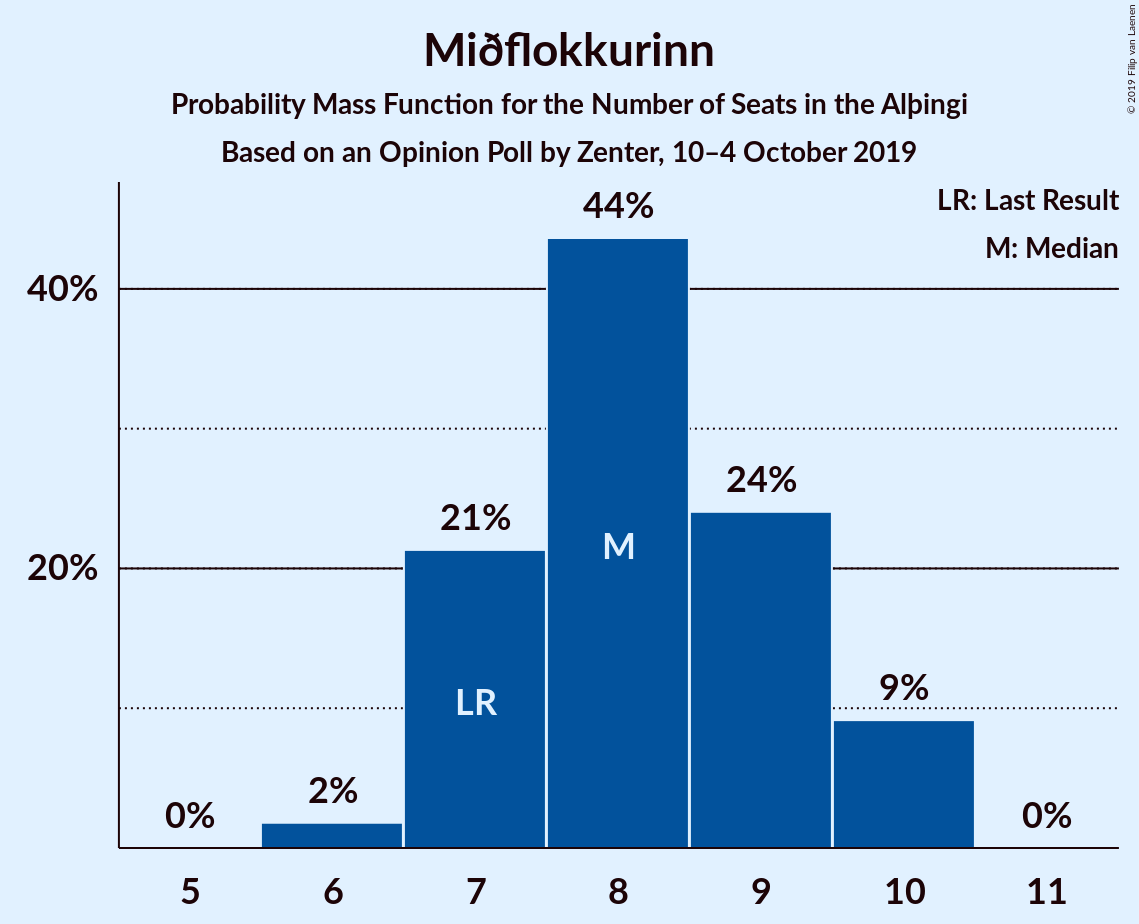 Miðflokkurinn
Probability Mass Function for the Number of Seats in the Alþingi
Based on an Opinion Poll by Zenter, 10–4 October 2019
© 2019 Filip van Laenen
LR: Last Result
M: Median
44%
40%
24%
21%
20%
M
LR
9%
2%
0%
0%
5 6 7 8 9 10 11